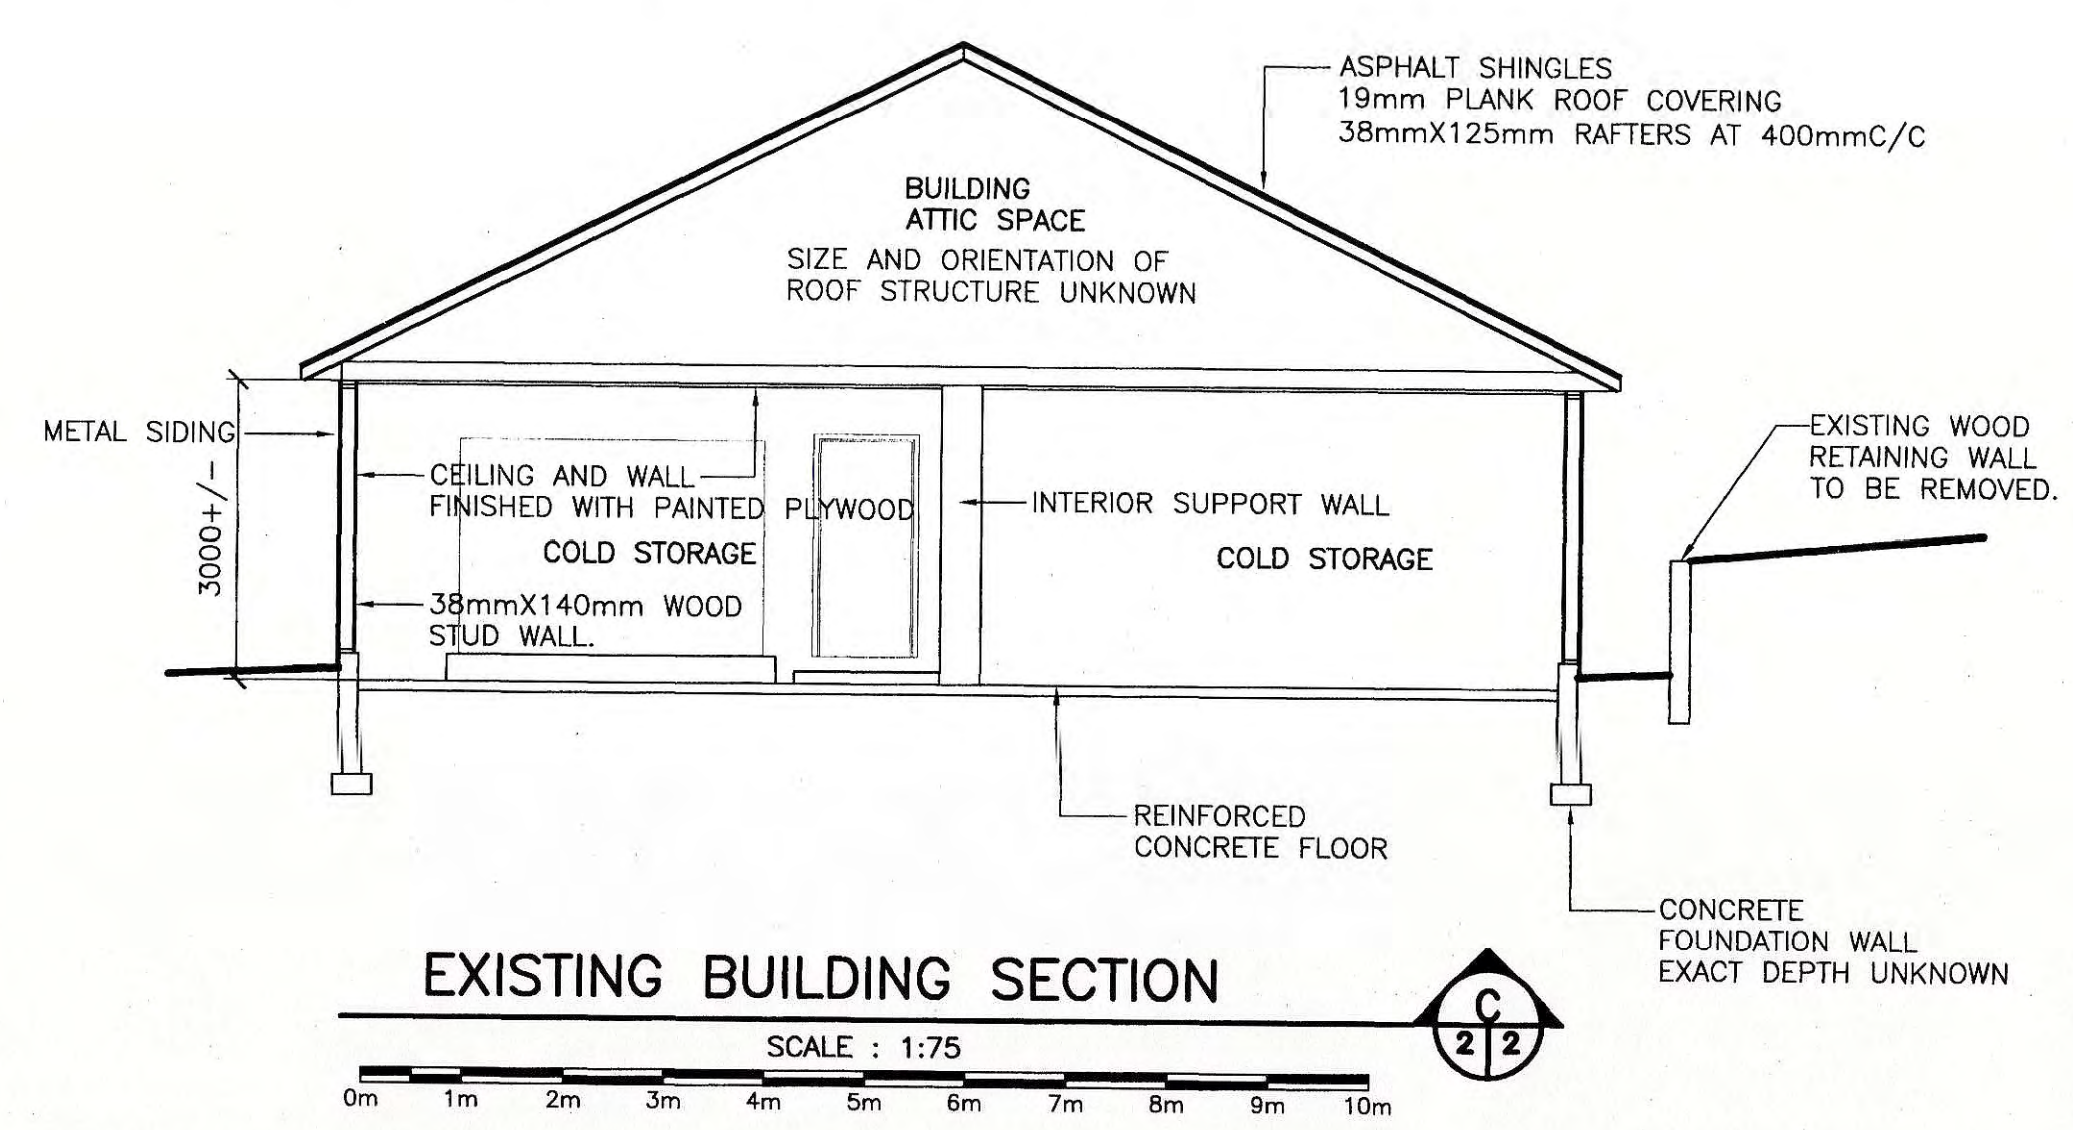 ASPHALT SHINGLES
19mm PLANK ROOF COVERING
38mmX125mm RAFTERS AT 400mmC/C
BUILDING
ATTIC SPACE
SIZE AND ORIENTATION OF
ROOF STRUCTURE UNKNOWN
METAL SIDING
3000+/-
CEILING AND WALL
FINISHED WITH PAINTED PLYWOOD
COLD STORAGE
38mmX140mm WOOD
STUD WALL.
INTERIOR SUPPORT WALL
COLD STORAGE
EXISTING WOOD
RETAINING WALL
TO BE REMOVED.
REINFORCED
CONCRETE FLOOR
CONCRETE
FOUNDATION WALL
EXACT DEPTH UNKNOWN
EXISTING BUILDING SECTION
C
2 2
SCALE : 1:75
0m 1m 2m 3m 4m 5m 6m 7m 8m 9m 10m